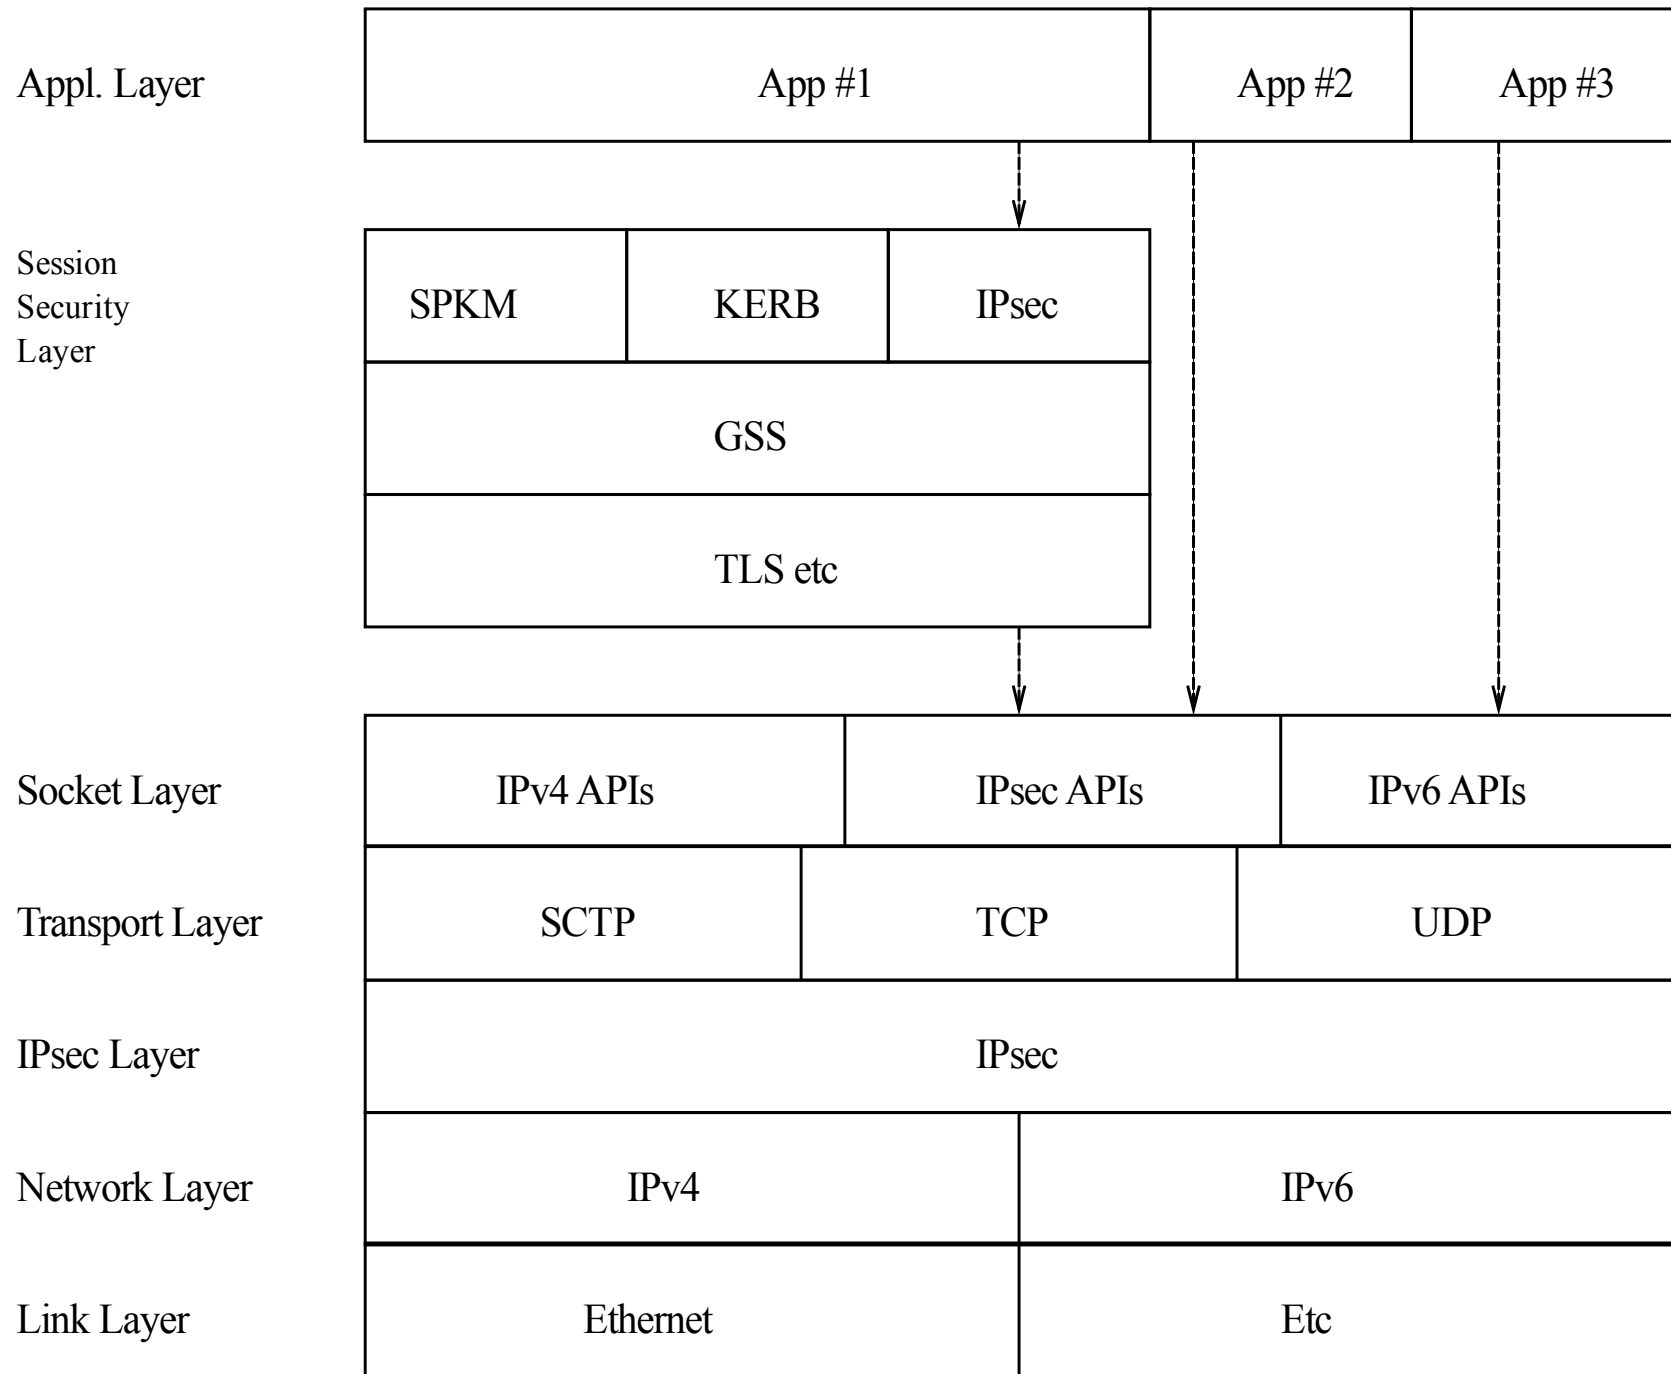 Appl. Layer App #1 App #2 App #3
Session
Security
Layer
SPKM KERB IPsec
GSS
TLS etc
Socket Layer IPv4 APIs IPsec APIs IPv6 APIs
Transport Layer SCTP TCP UDP
IPsec Layer IPsec
Network Layer IPv4 IPv6
Link Layer Ethernet Etc